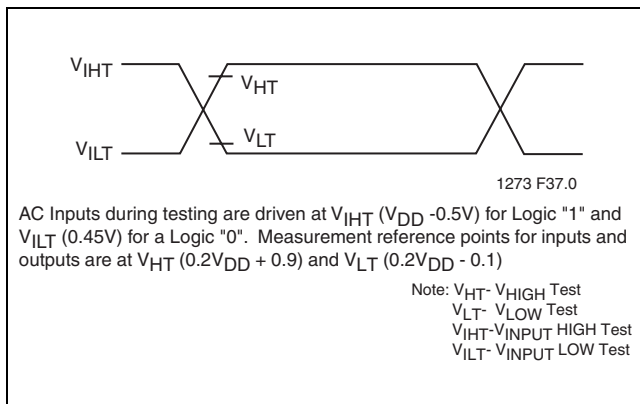 VIHT
VHT
VLT
VILT
1273 F37.0
AC Inputs during testing are driven at VIHT (VDD -0.5V) for Logic "1" and
VILT (0.45V) for a Logic "0".  Measurement reference points for inputs and
outputs are at VHT (0.2VDD + 0.9) and VLT (0.2VDD - 0.1)
Note: VHT- VHIGH Test
VLT- VLOW Test
VIHT-VINPUT HIGH Test
VILT- VINPUT LOW Test